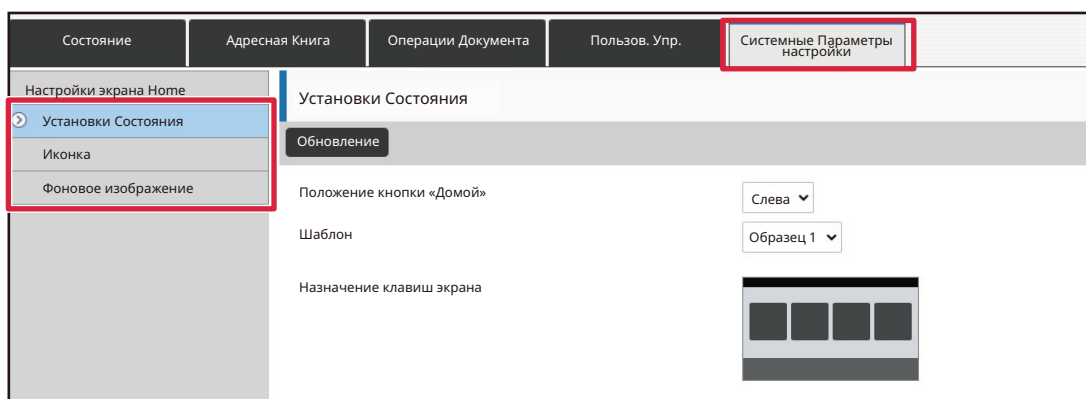 Состояние
Адресная Книга
Операции Документа
Пользов. Упр.
Системные Параметры
настройки
Настройки экрана Home
Установки Состояния
Иконка
Фоновое изображение
Установки Состояния
Обновление
Положение кнопки «Домой»
Слева
Шаблон
Образец 1
Назначение клавиш экрана